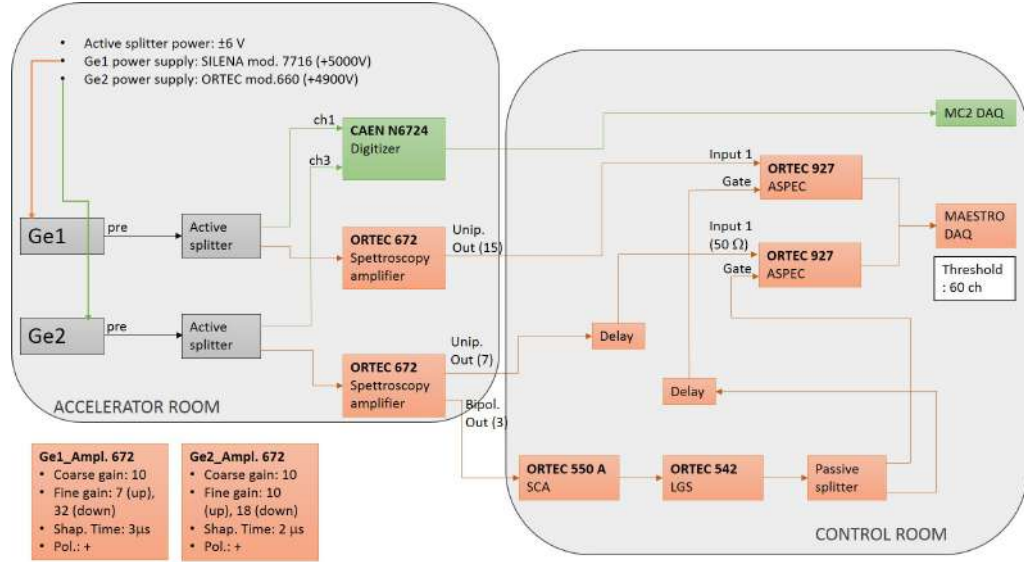 • Active splitter power: ±6 V
• Ge1 power supply: SILENA mod. 7716 (+5000V)
• Ge2 power supply: ORTEC mod.660 (+4900V)
ch1
CAEN N6724
Digitizer
ch3
MC2 DAQ
Input 1
ORTEC 927
ASPEC
Gate
Ge1
pre
Active
splitter
ORTEC 672
Spettroscopy
amplifier
Unip.
Out (15)
Input 1
(50 Ω)
ORTEC 927
ASPEC
Gate
MAESTRO
DAQ
Threshold
: 60 ch
Ge2
pre
Active
splitter
ORTEC 672
Spettroscopy
amplifier
Unip.
Out (7)
Delay
Delay
Bipol.
Out (3)
ACCELERATOR ROOM
Ge1_Ampl. 672
• Coarse gain: 10
• Fine gain: 7 (up),
32 (down)
• Shap. Time: 3μs
• Pol.: +
Ge2_Ampl. 672
• Coarse gain: 10
• Fine gain: 10
(up), 18 (down)
• Shap. Time: 2 μs
• Pol.: +
ORTEC 550 A
SCA
ORTEC 542
LGS
Passive
splitter
CONTROL ROOM